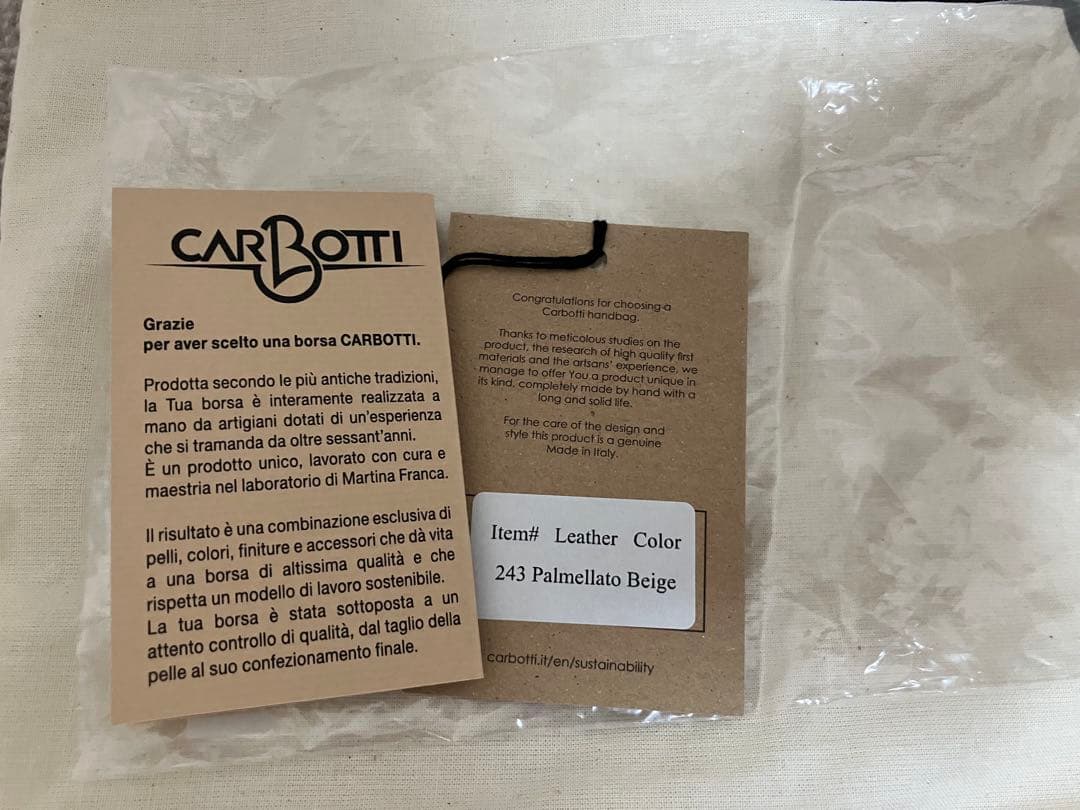 CARBOTTI
Grazie
per aver scelto una borsa CARBOTTI.
Prodotta secondo le più antiche tradizioni,
la Tua borsa è interamente realizzata a
mano da artigiani dotati di un'esperienza
che si tramanda da oltre sessant'anni.
È un prodotto unico, lavorato con cura e
maestria nel laboratorio di Martina Franca.
Il risultato è una combinazione esclusiva di
pelli, colori, finiture e accessori che dà vita
a una borsa di altissima qualità e che
rispetta un modello di lavoro sostenibile.
La tua borsa è stata sottoposta a un
attento controllo di qualità, dal taglio della
pelle al suo confezionamento finale.
Congratulations for choosing a
Carbotti handbag.
Thanks to meticolous studies on the
product, the research of high quality first
materials and the artsans' experience, we
manage to offer You a product unique in
its kind, completely made by hand with a
long and solid life.
For the care of the design and
style this product is a genuine
Made in Italy.
Item# Leather Color
243 Palmellato Beige
carbotti.it/en/sustainability